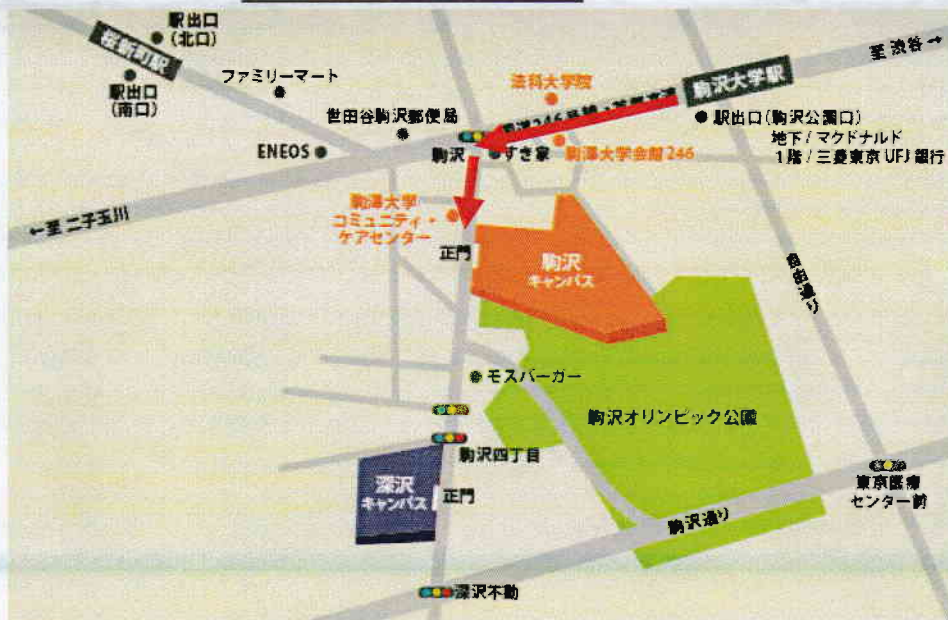 駅出口
(北口)
桜新町駅
駅出口
(南口)
ファミリーマート
世田谷駒沢郵便局
ENEOS
法科大学院
駒沢大学駅
至 渋谷→
駅出口(駒沢公園口)
地下/マクドナルド
1階/三菱東京UFJ銀行
246号線
駒沢
すき家
駒澤大学会館246
←至 二子玉川
駒澤大学
コミュニティ・
ケアセンター
正門
駒沢
キャンパス
自由通り
モスバーガー
駒沢オリンピック公園
駒沢四丁目
深沢
キャンパス
正門
東京医療
センター前
駒沢通り
深沢不動